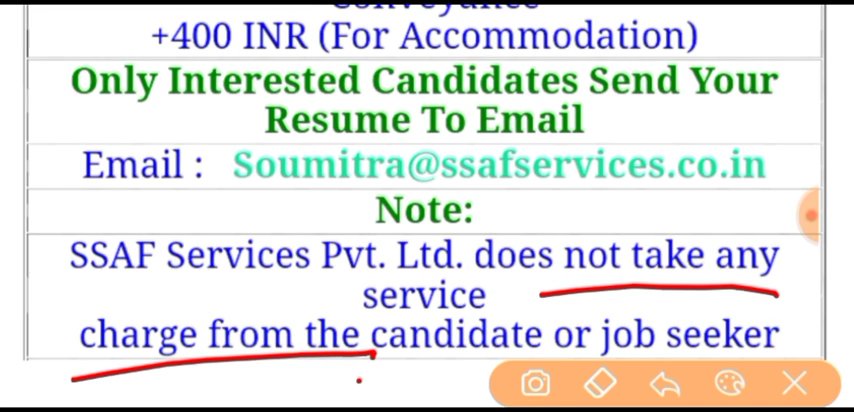 Conveyance
+400 INR (For Accommodation)
Only Interested Candidates Send Your
Resume To Email
Email : Soumitra@ssafservices.co.in
Note:
SSAF Services Pvt. Ltd. does not take any
service
charge from the candidate or job seeker